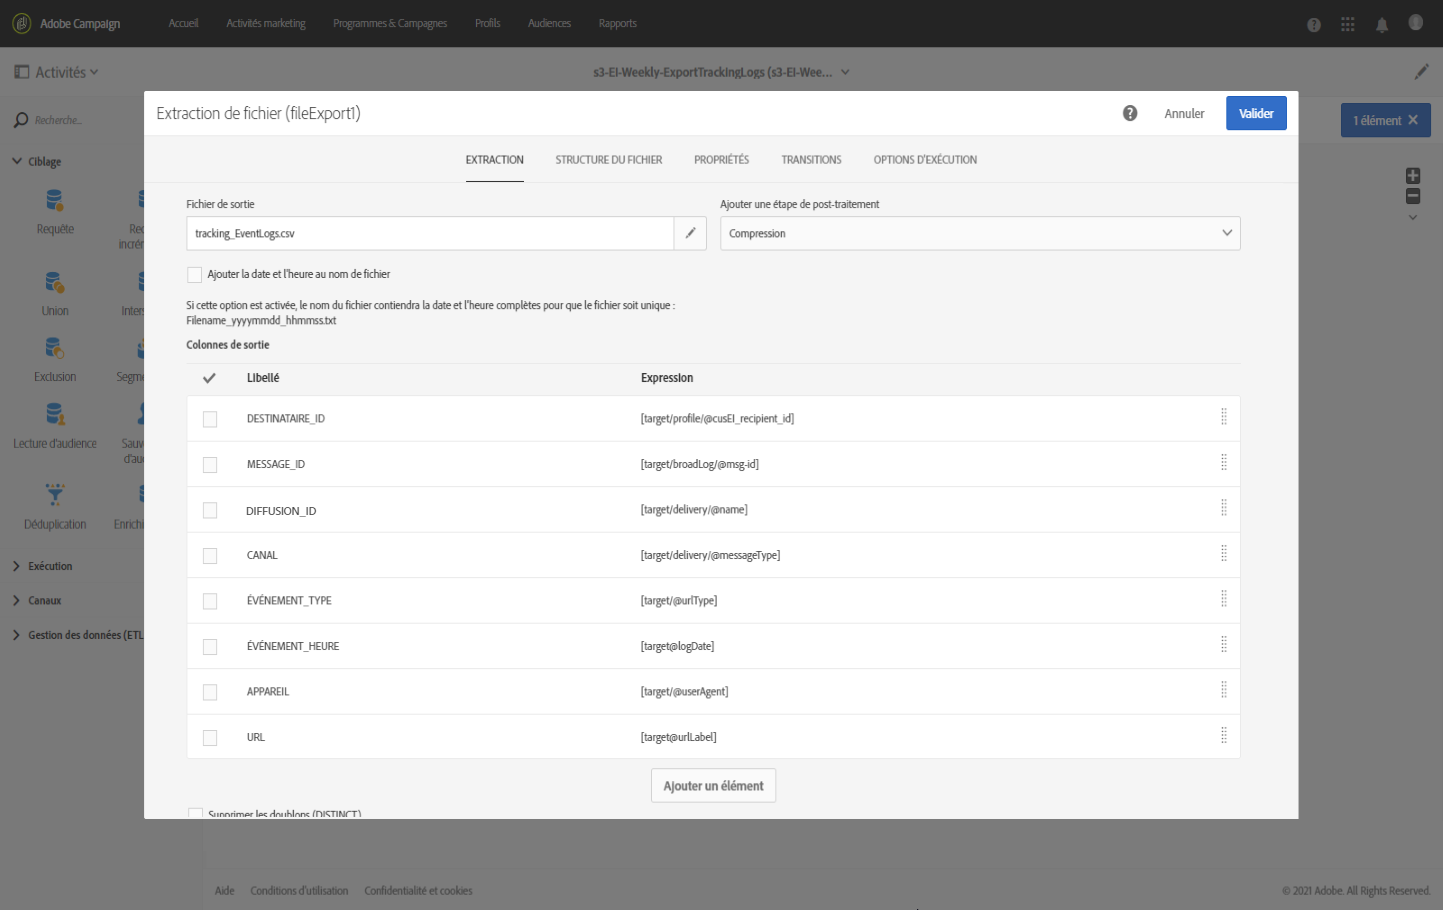 Adobe Campaign
Accueil
Activités marketing
Programmes & Campagnes
Profils
Audiences
Rapports
Activités
s3-EI-Weekly-ExportTrackingLogs (s3-EI-Wee...
Recherche...
1 élément
Extraction de fichier (fileExport1)
Annuler
Valider
EXTRACTION
STRUCTURE DU FICHIER
PROPRIÉTÉS
TRANSITIONS
OPTIONS D'EXÉCUTION
Ciblage
Requête
Union
Exclusion
Lecture d'audience
Déduplication
Exécution
Canaux
Gestion des données (ETL
Fichier de sortie
Ajouter une étape de post-traitement
tracking_EventLogs.csv
Compression
Ajouter la date et l'heure au nom de fichier
Si cette option est activée, le nom du fichier contiendra la date et l'heure complètes pour que le fichier soit unique :
Filename_yyyymmdd_hhmmss.txt
Colonnes de sortie
Libellé Expression
DESTINATAIRE_ID [target/profile/@cusEI_recipient_id]
MESSAGE_ID [target/broadLog/@msg-id]
DIFFUSION_ID [target/delivery/@name]
CANAL [target/delivery/@messageType]
ÉVÉNEMENT_TYPE [target/@urlType]
ÉVÉNEMENT_HEURE [target@logDate]
APPAREIL [target/@userAgent]
URL [target@urlLabel]
Ajouter un élément
Supprimer les doublons (DISTINCT)
Aide
Conditions d'utilisation
Confidentialité et cookies
© 2021 Adobe. All Rights Reserved.